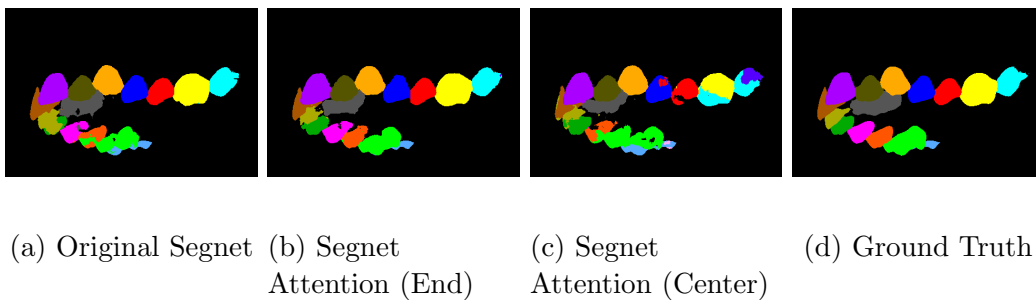 (a) Original Segnet
(b) Segnet
Attention (End)
(c) Segnet
Attention (Center)
(d) Ground Truth